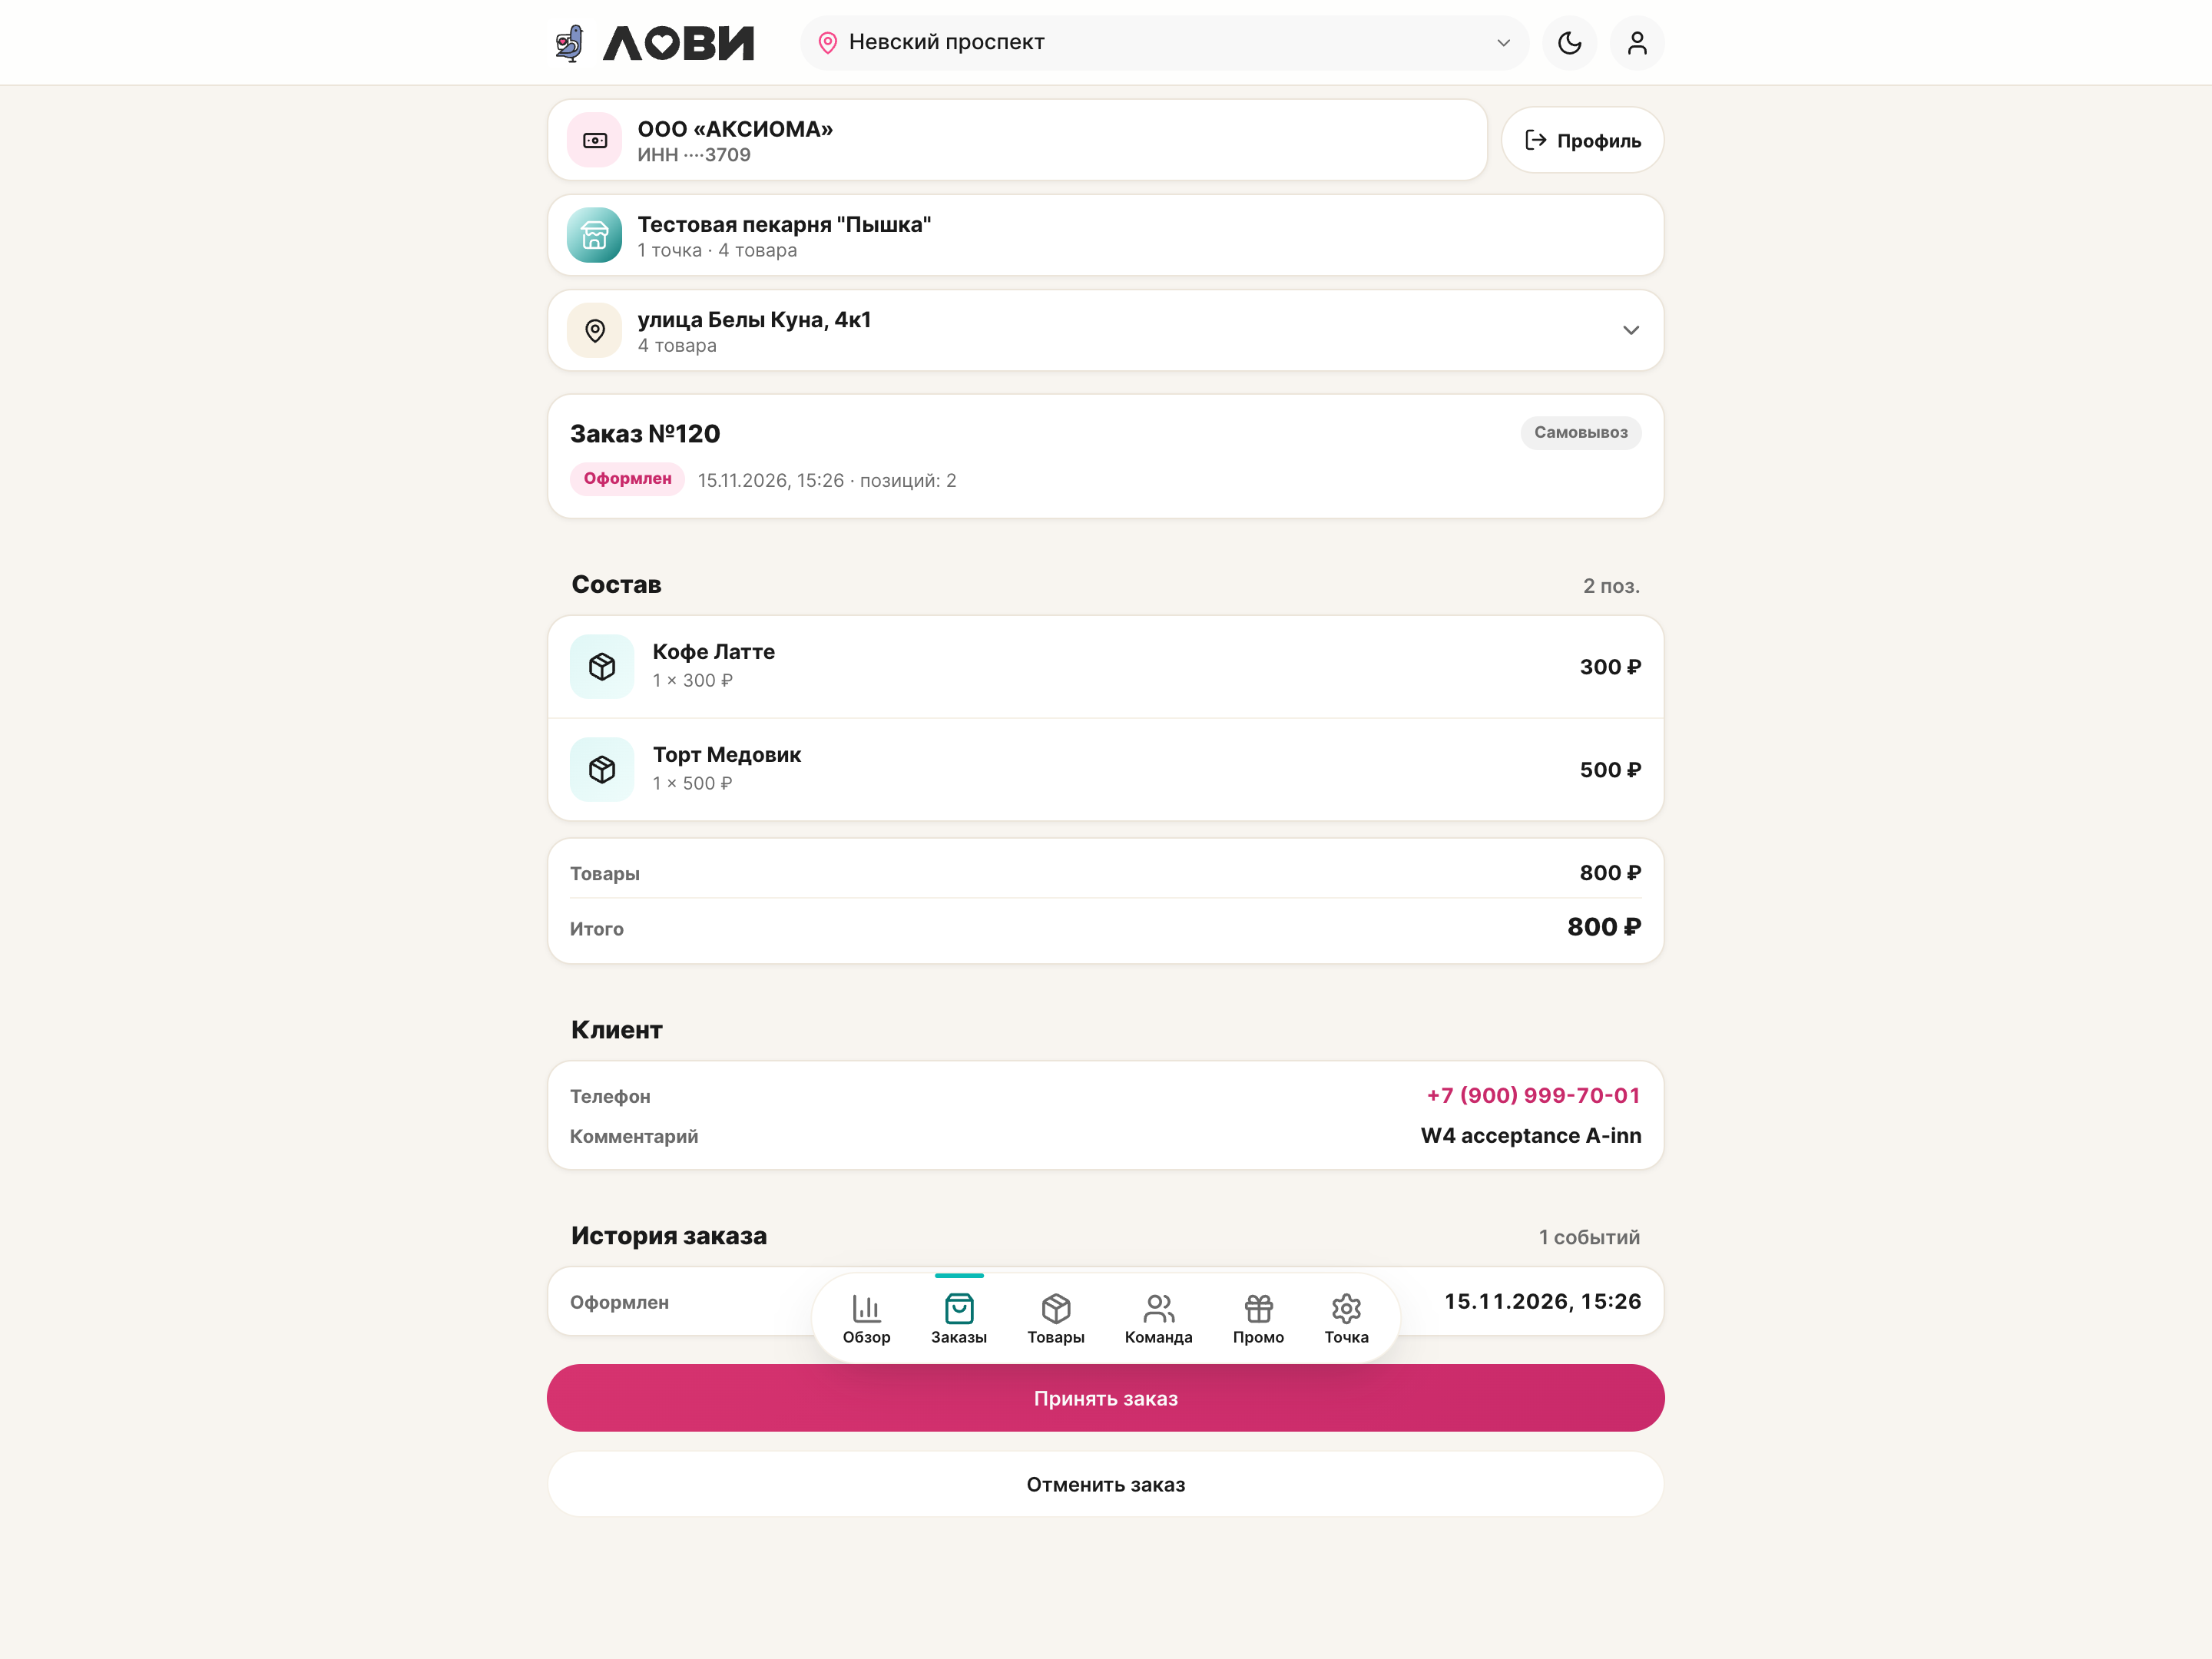 ЛОВИ
Невский проспект
ООО «АКСИОМА»
ИНН ····3709
Профиль
Тестовая пекарня "Пышка"
1 точка · 4 товара
улица Белы Куна, 4к1
4 товара
Заказ №120
Самовывоз
Оформлен
15.11.2026, 15:26 · позиций: 2
Состав
2 поз.
Кофе Латте
1 × 300 ₽
300 ₽
Торт Медовик
1 × 500 ₽
500 ₽
Товары
800 ₽
Итого
800 ₽
Клиент
Телефон
+7 (900) 999-70-01
Комментарий
W4 acceptance A-inn
История заказа
1 событий
Оформлен
15.11.2026, 15:26
Обзор
Заказы
Товары
Команда
Промо
Точка
Принять заказ
Отменить заказ